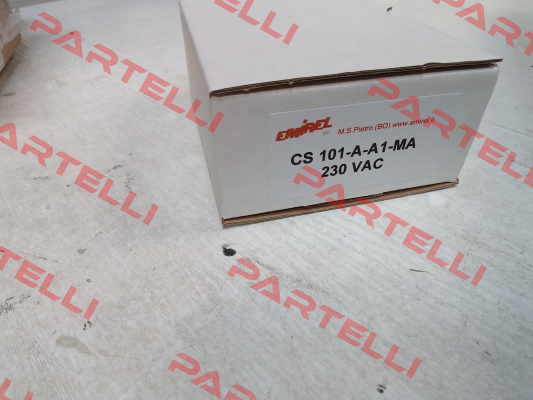 PARTELLI
PARTELLI
PARTELLI
EMIREL
srl
M.S.Pietro (BO) www.emirel.it
CS 101-A-A1-MA
230 VAC
PARTELLI
PARTELLI
PARTELLI
PARTELLI